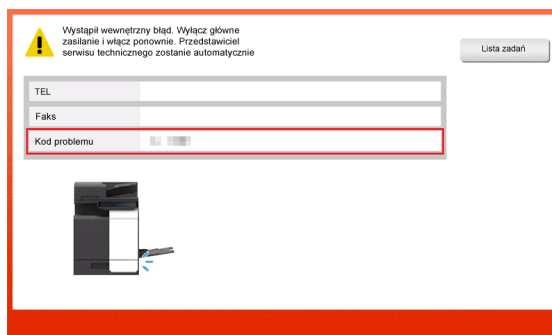 Wystąpił wewnętrzny błąd. Wyłącz główne
zasilanie i włącz ponownie. Przedstawiciel
serwisu technicznego zostanie automatycznie
Lista zadań
TEL
Faks
Kod problemu